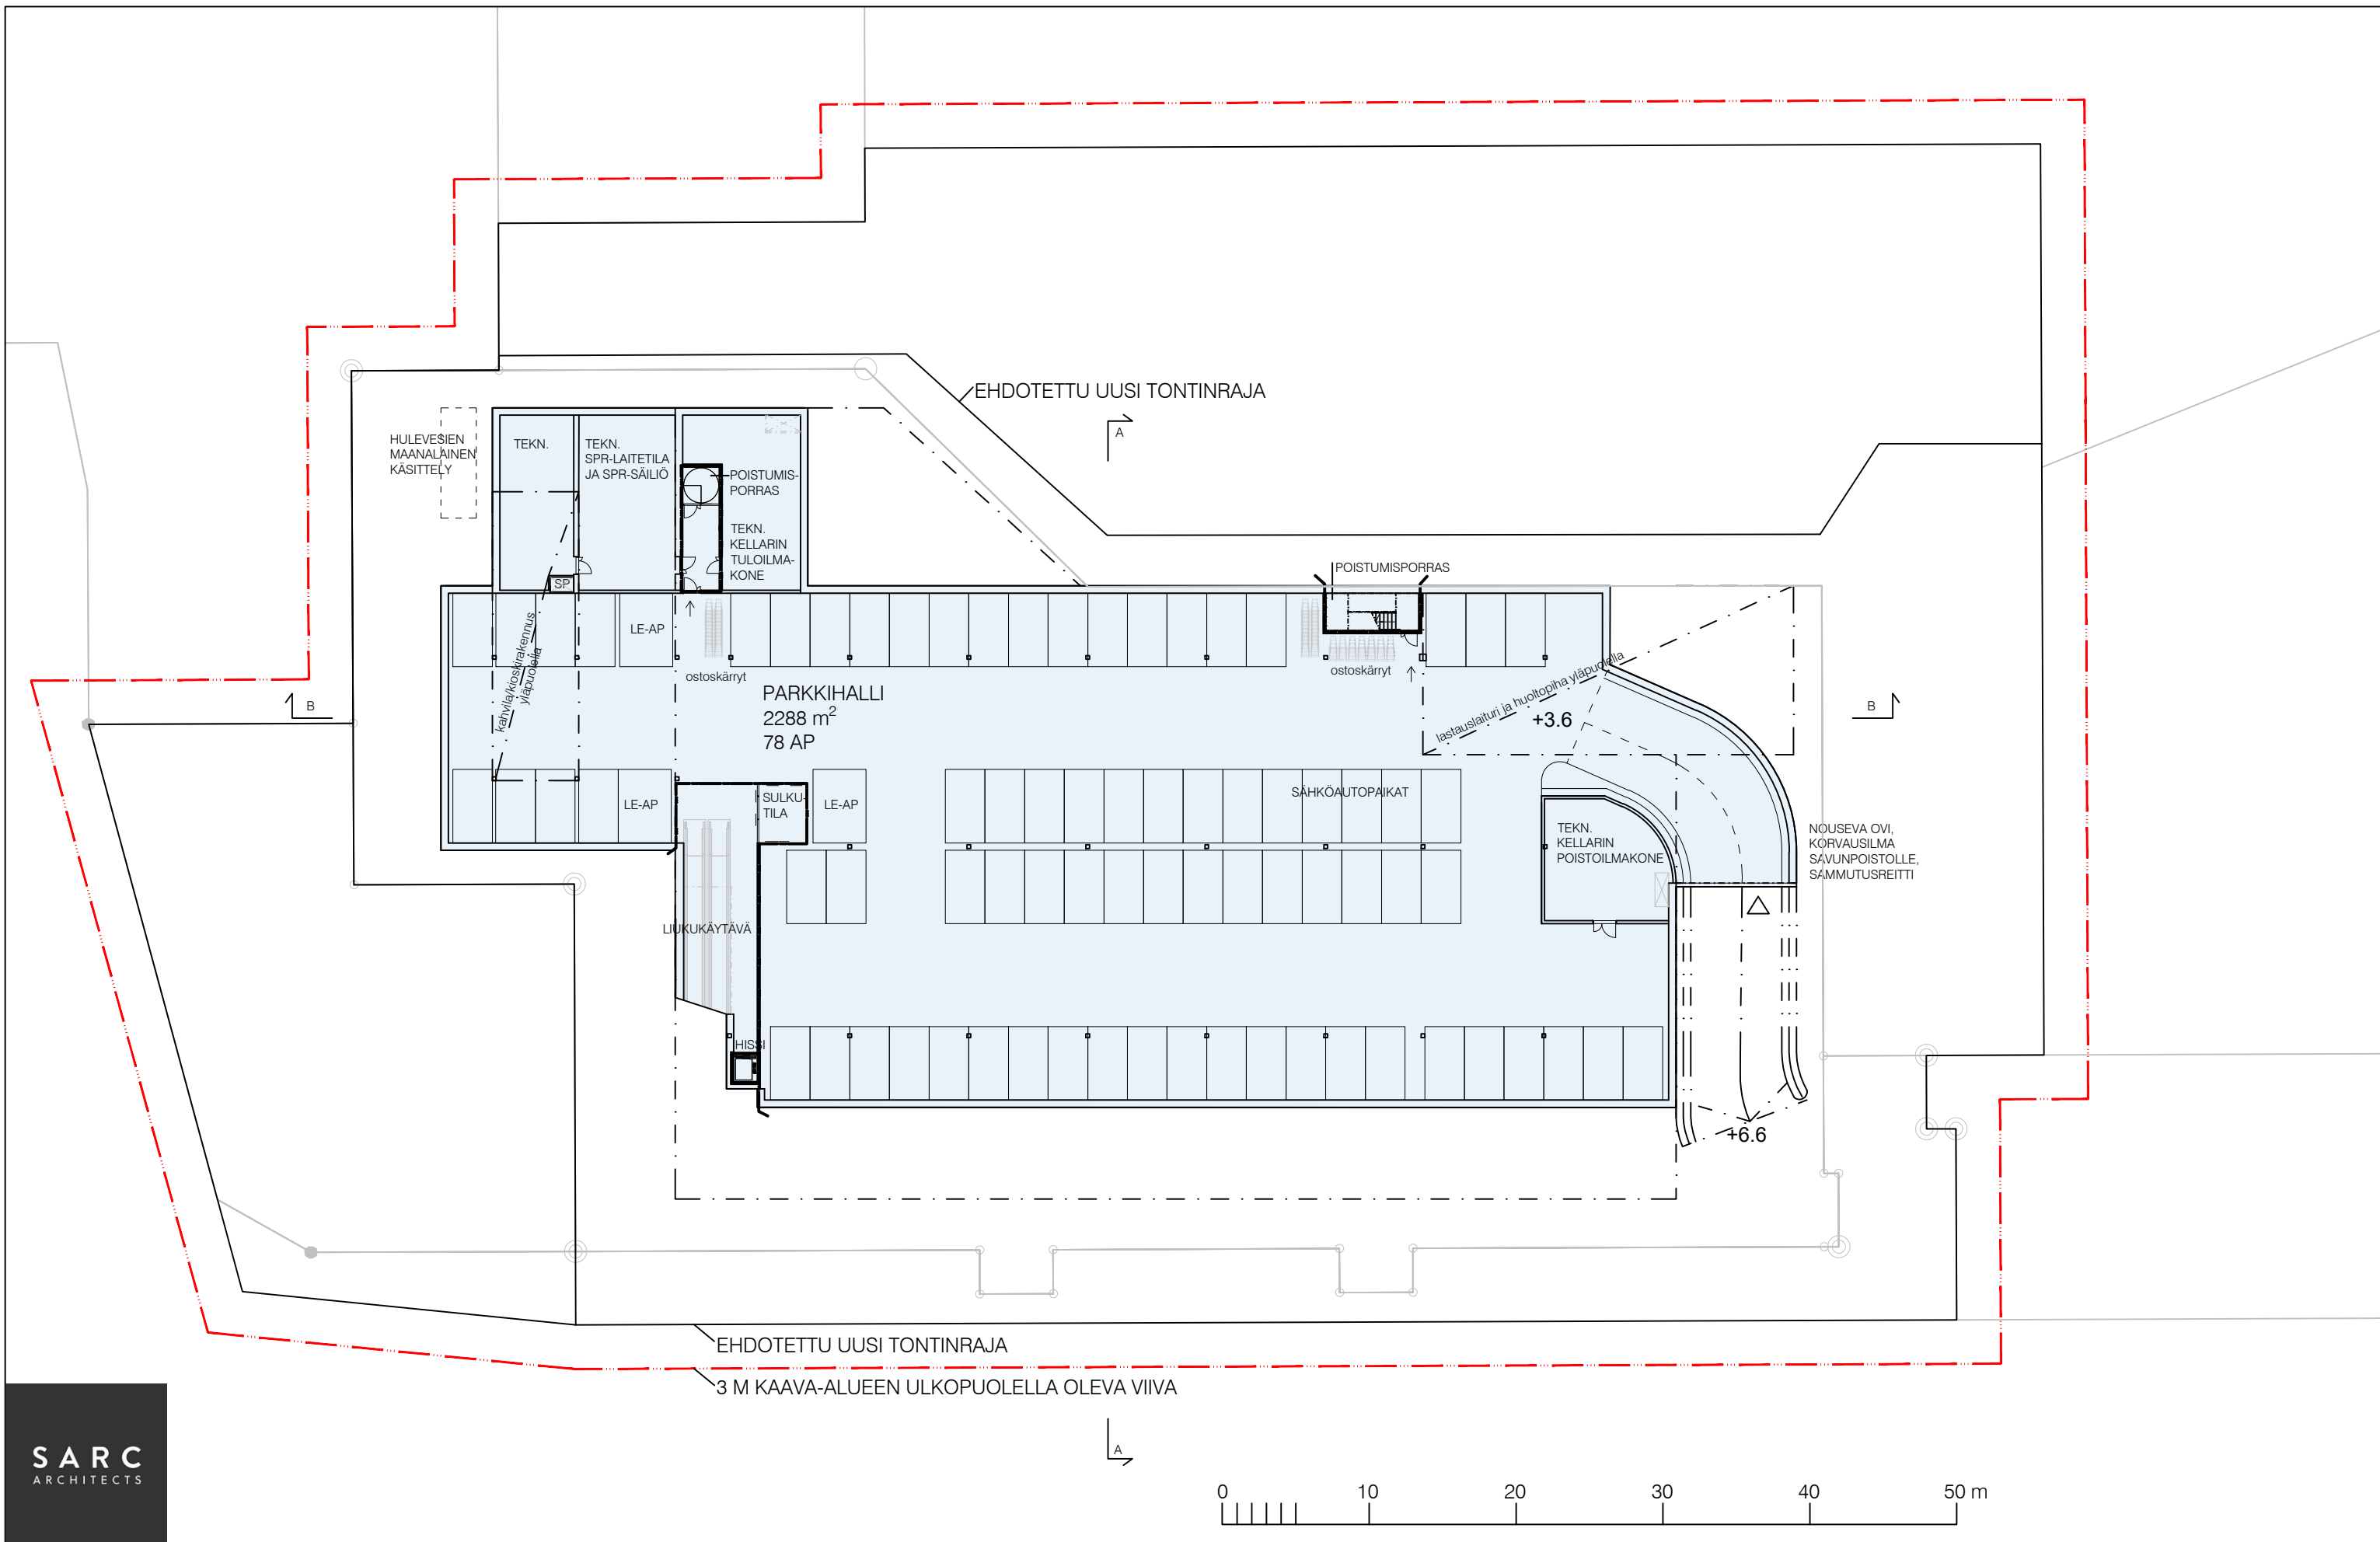 EHDOTETTU UUSI TONTINRAJA
A
HULEVESIEN
MAANALAINEN
KÄSITTELY
TEKN.
TEKN.
SPR-LAITETILA
JA SPR-SÄILIÖ
POISTUMIS-
PORRAS
TEKN.
KELLARIN
TULOILMA-
KONE
SP
POISTUMISPORRAS
LE-AP
kahvila/kioskirakennus
yläpuolella
ostoskärryt
ostoskärryt
lastauslaituri ja huoltopiha yläpuolella
B
PARKKIHALLI
2288 m²
78 AP
+3.6
B
LE-AP
SULKU-
TILA
LE-AP
SÄHKÖAUTOPAIKAT
TEKN.
KELLARIN
POISTOILMAKONE
NOUSEVA OVI,
KORVAUSILMA
SAVUNPOISTOLLE,
SAMMUTUSREITTI
LIUKUKÄYTÄVÄ
HISSI
+6.6
EHDOTETTU UUSI TONTINRAJA
3 M KAAVA-ALUEEN ULKOPUOLELLA OLEVA VIIVA
A
SARC
ARCHITECTS
0 10 20 30 40 50 m